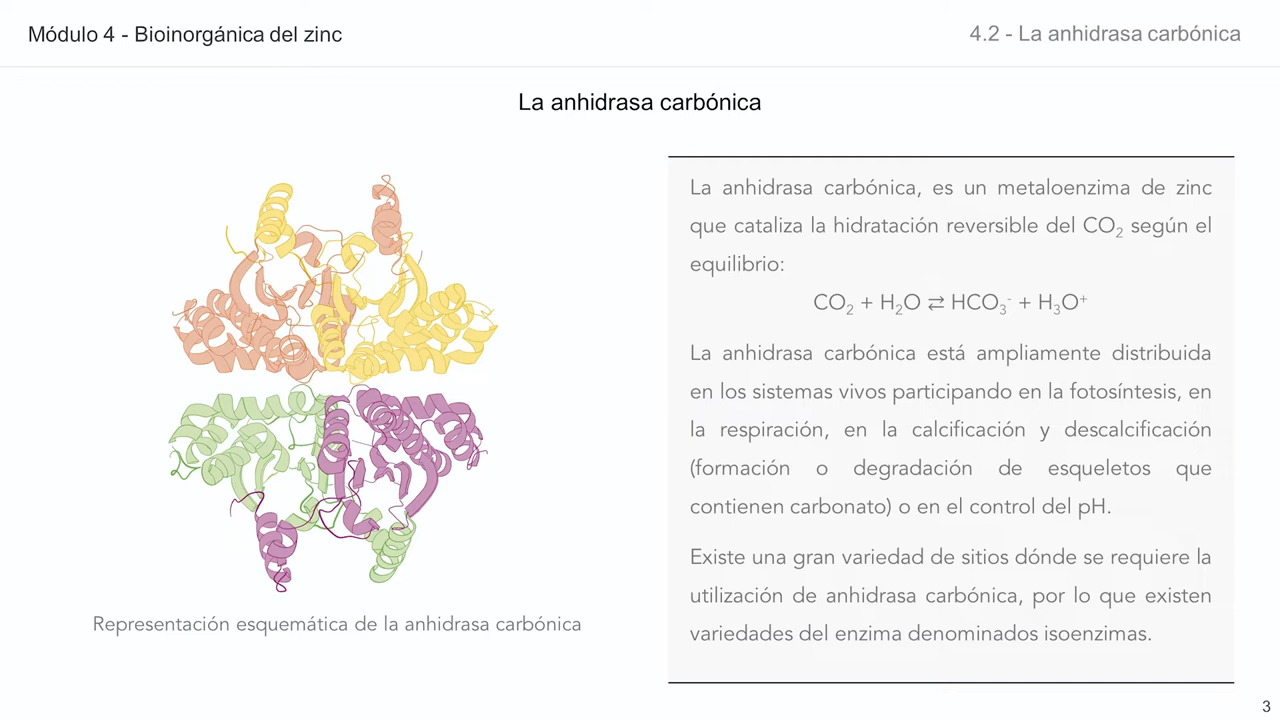 Módulo 4 - Bioinorgánica del zinc
4.2 - La anhidrasa carbónica
La anhidrasa carbónica
La anhidrasa carbónica, es un metaloenzima de zinc
que cataliza la hidratación reversible del CO₂ según el
equilibrio:
CO₂ + H₂O ⇄ HCO₃⁻ + H₃O⁺
La anhidrasa carbónica está ampliamente distribuida
en los sistemas vivos participando en la fotosíntesis, en
la respiración, en la calcificación y descalcificación
(formación o degradación de esqueletos que
contienen carbonato) o en el control del pH.
Existe una gran variedad de sitios dónde se requiere la
utilización de anhidrasa carbónica, por lo que existen
variedades del enzima denominados isoenzimas.
Representación esquemática de la anhidrasa carbónica
3